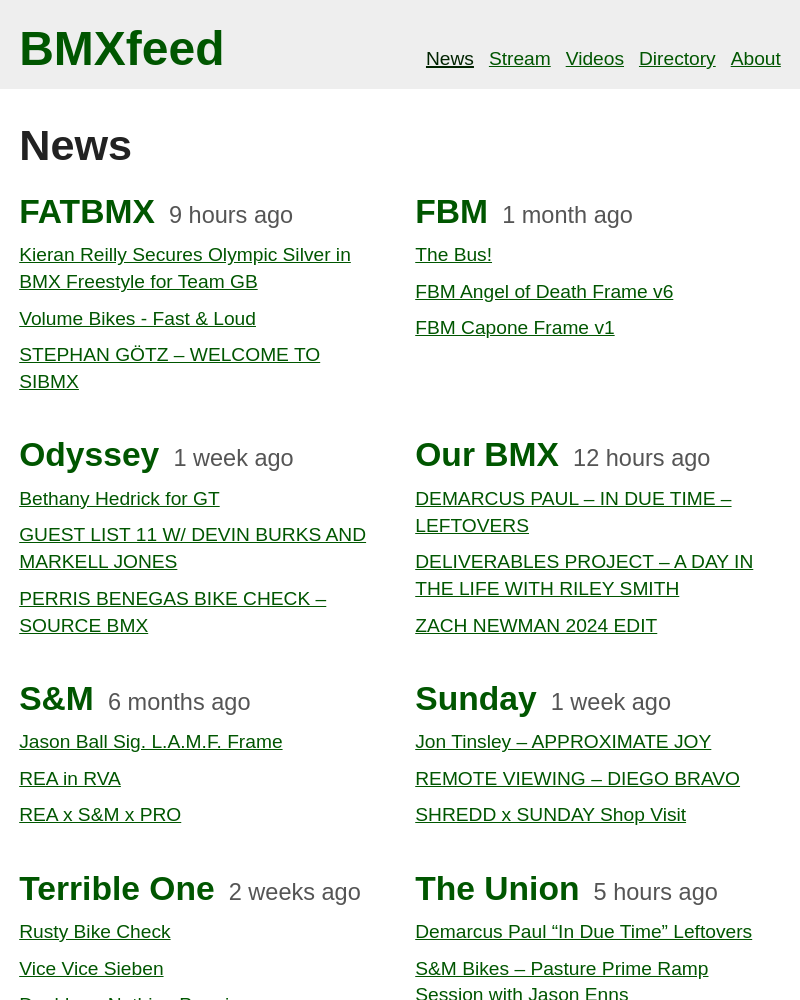 BMXfeed
News Stream Videos Directory About
News
FATBMX 9 hours ago
Kieran Reilly Secures Olympic Silver in
BMX Freestyle for Team GB
Volume Bikes - Fast & Loud
STEPHAN GÖTZ – WELCOME TO
SIBMX
FBM 1 month ago
The Bus!
FBM Angel of Death Frame v6
FBM Capone Frame v1
Odyssey 1 week ago
Bethany Hedrick for GT
GUEST LIST 11 W/ DEVIN BURKS AND
MARKELL JONES
PERRIS BENEGAS BIKE CHECK –
SOURCE BMX
Our BMX 12 hours ago
DEMARCUS PAUL – IN DUE TIME –
LEFTOVERS
DELIVERABLES PROJECT – A DAY IN
THE LIFE WITH RILEY SMITH
ZACH NEWMAN 2024 EDIT
S&M 6 months ago
Jason Ball Sig. L.A.M.F. Frame
REA in RVA
REA x S&M x PRO
Sunday 1 week ago
Jon Tinsley – APPROXIMATE JOY
REMOTE VIEWING – DIEGO BRAVO
SHREDD x SUNDAY Shop Visit
Terrible One 2 weeks ago
Rusty Bike Check
Vice Vice Sieben
The Union 5 hours ago
Demarcus Paul “In Due Time” Leftovers
S&M Bikes – Pasture Prime Ramp
Session with Jason Enns